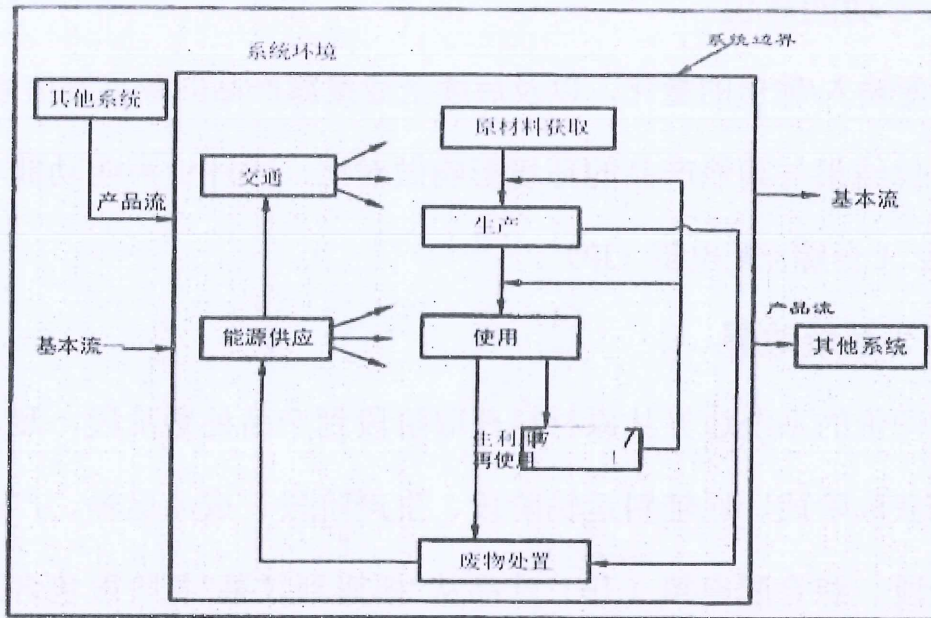 系统环境
系统边界
其他系统
原材料获取
交通
产品流
基本流
生产
产品流
能源供应
使用
基本流
其他系统
再使用
废物处置